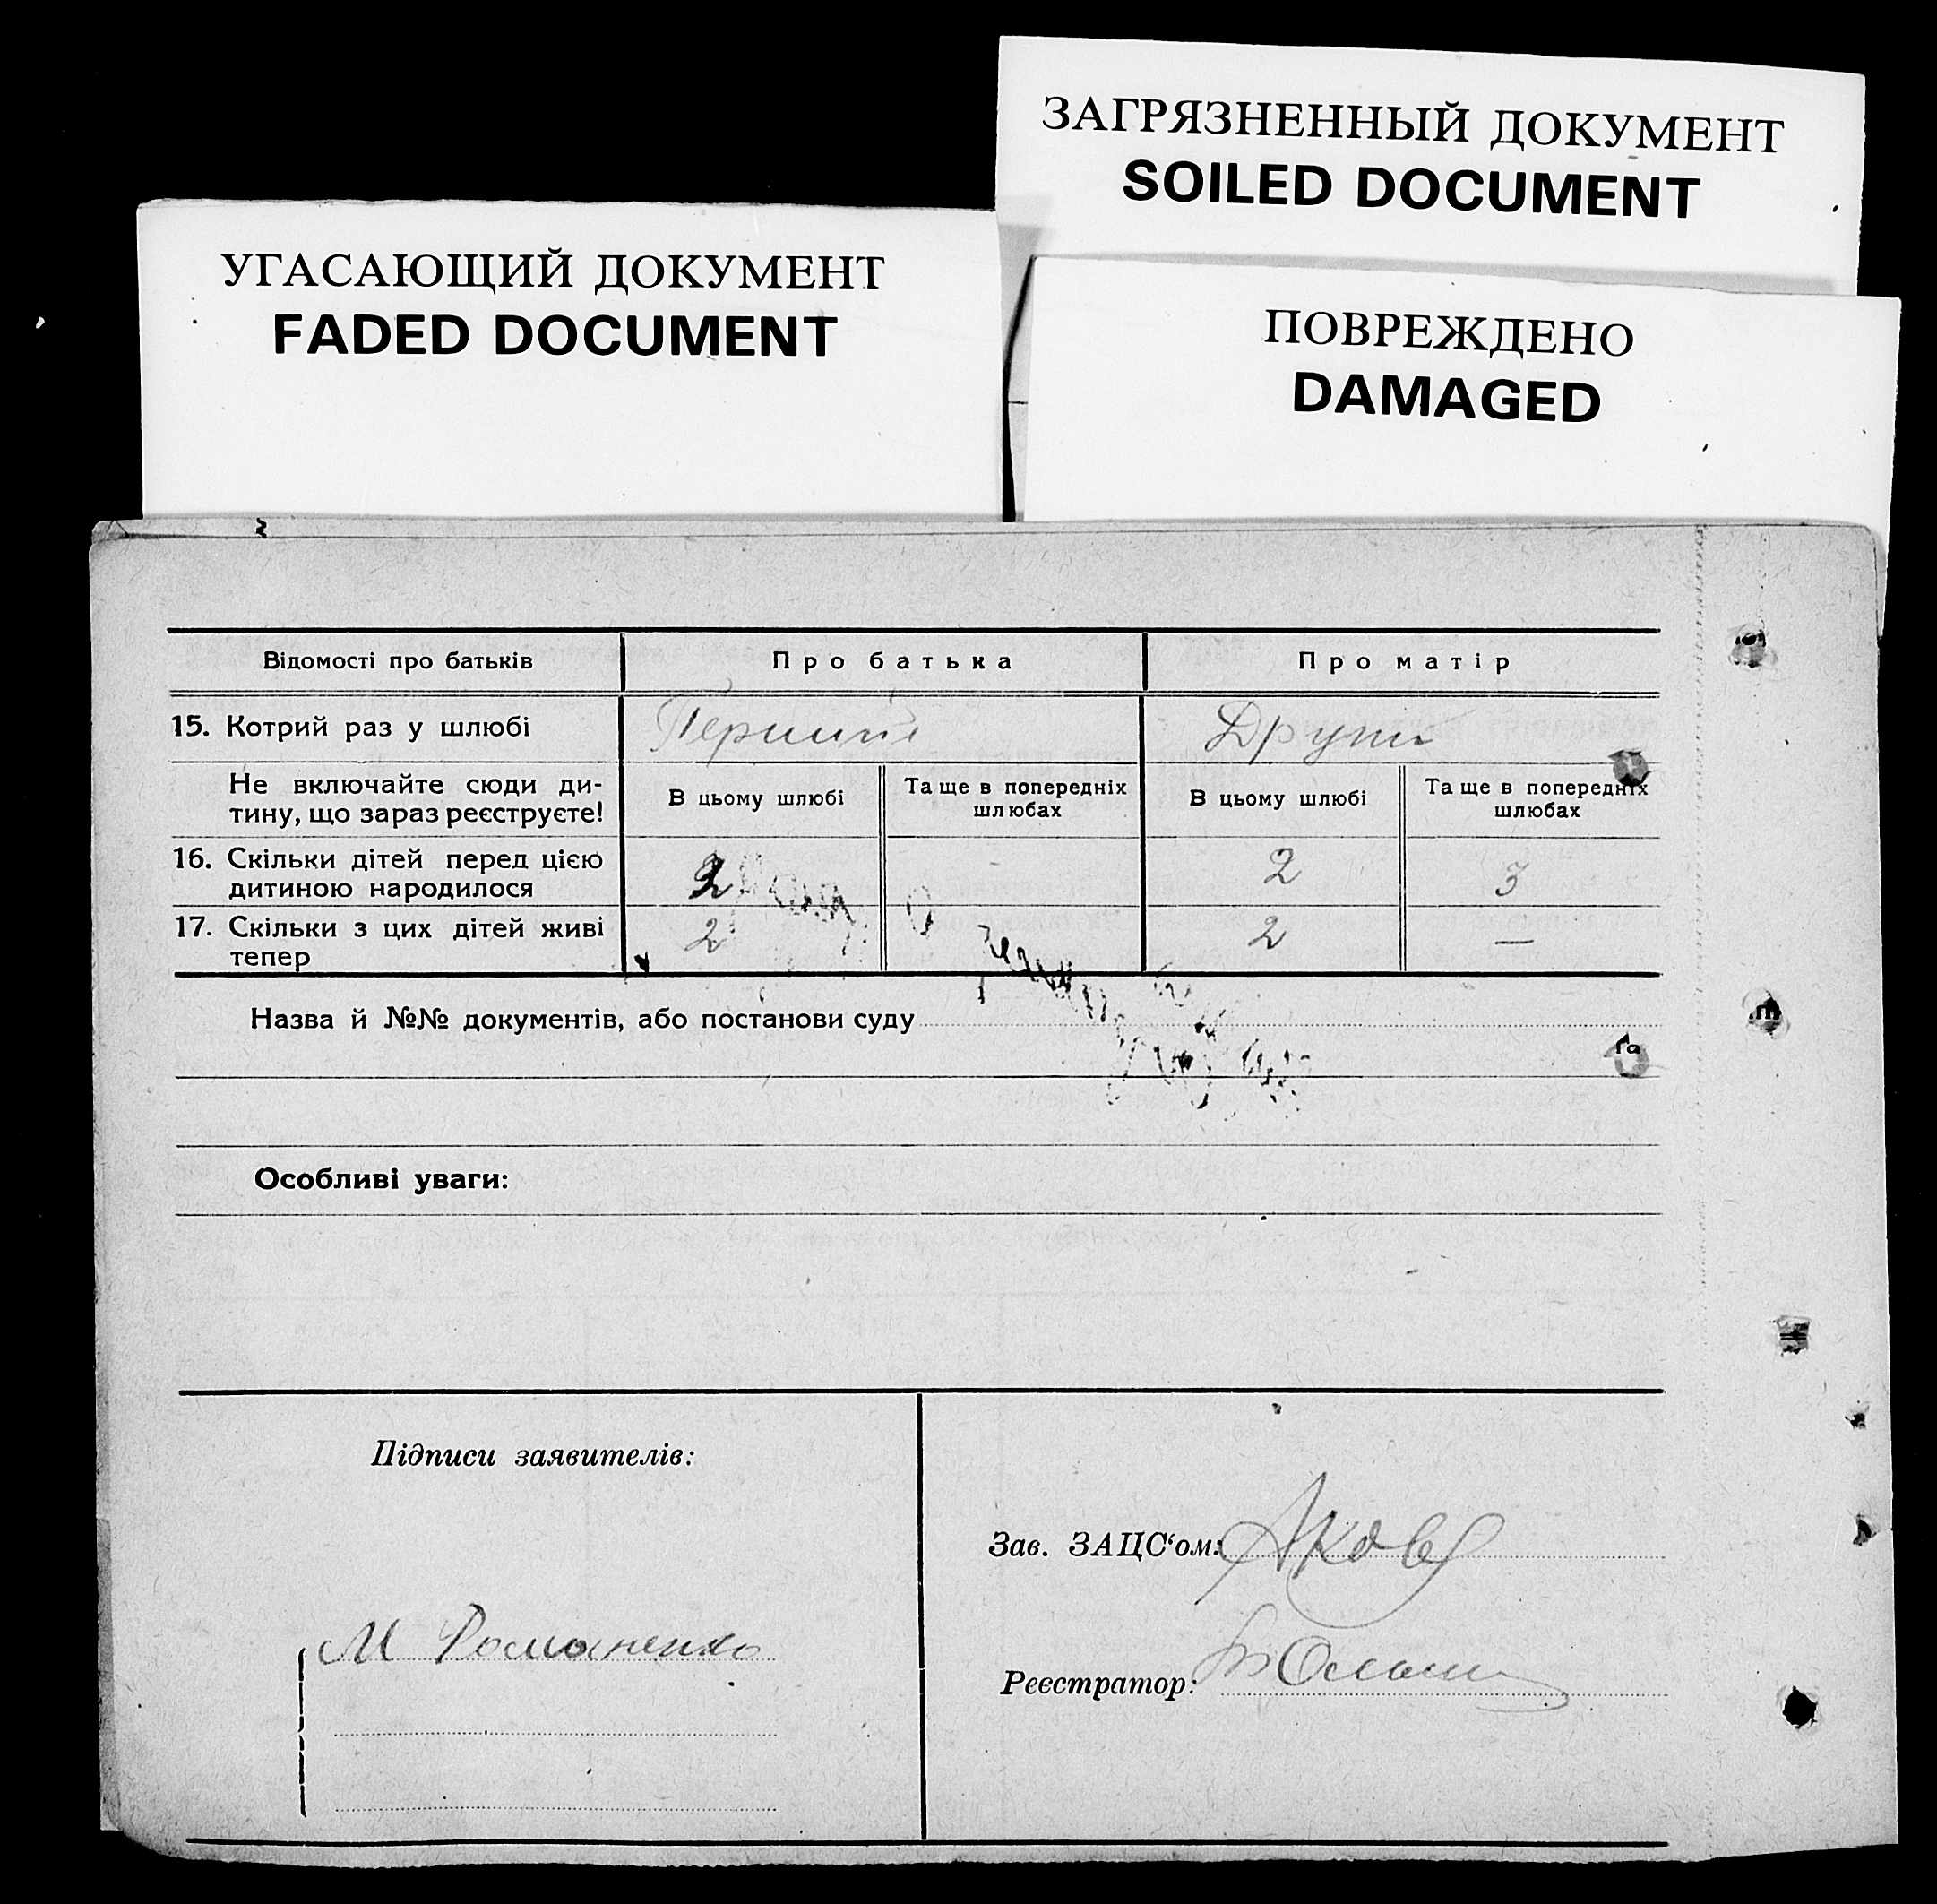 ЗАГРЯЗНЕННЫЙ ДОКУМЕНТ
SOILED DOCUMENT
УГАСАЮЩИЙ ДОКУМЕНТ
FADED DOCUMENT
ПОВРЕЖДЕНО
DAMAGED
Відомості про батьків Про батька Про матір
15. Котрий раз у шлюбі Перший Други
Не включайте сюди ди-
тину, що зараз реєструєте!
В цьому шлюбі
Та ще в попередніх
шлюбах
В цьому шлюбі
Та ще в попередніх
шлюбах
16. Скільки дітей перед цією
дитиною народилося
2 - 2 3
17. Скільки з цих дітей живі
тепер
2 2 —
Назва й №№ документів, або постанови суду
Особливі уваги:
Підписи заявителів:
М Романенко
Зав. ЗАЦС‘ом:
Реєстратор: